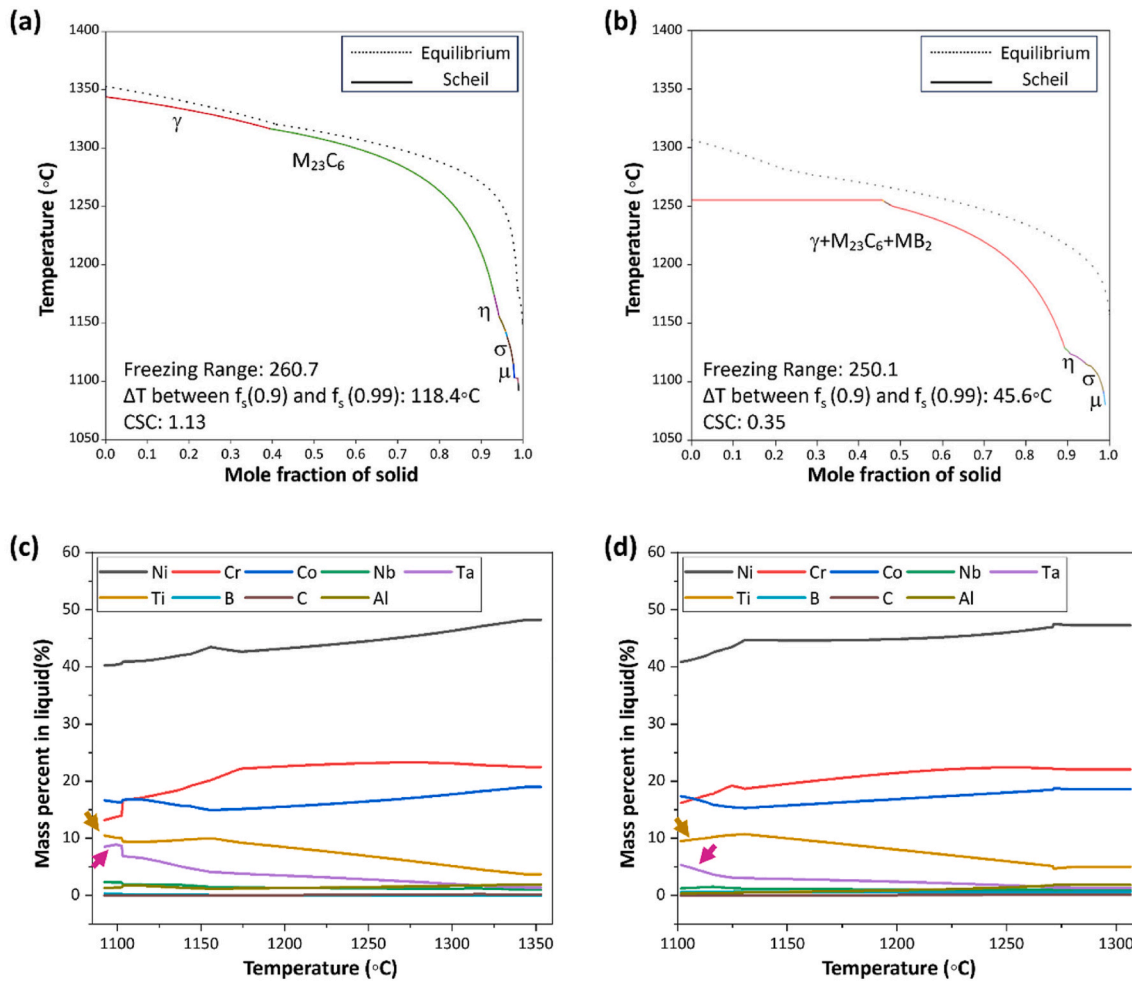 (a)
1400
1350
1300
1250
1200
1150
1100
1050
Temperature (°C)
Equilibrium
Scheil
γ
M₂₃C₆
η
σ
μ
Freezing Range: 260.7
ΔT between fₛ(0.9) and fₛ (0.99): 118.4°C
CSC: 1.13
0.0 0.1 0.2 0.3 0.4 0.5 0.6 0.7 0.8 0.9 1.0
Mole fraction of solid
(b)
1400
1350
1300
1250
1200
1150
1100
1050
Temperature (°C)
Equilibrium
Scheil
γ+M₂₃C₆+MB₂
η
σ
μ
Freezing Range: 250.1
ΔT between fₛ(0.9) and fₛ (0.99): 45.6°C
CSC: 0.35
0.0 0.1 0.2 0.3 0.4 0.5 0.6 0.7 0.8 0.9 1.0
Mole fraction of solid
(c)
60
50
40
30
20
10
0
Mass percent in liquid(%)
Ni Cr Co Nb Ta
Ti B C Al
1100 1150 1200 1250 1300 1350
Temperature (°C)
(d)
60
50
40
30
20
10
0
Mass percent in liquid(%)
Ni Cr Co Nb Ta
Ti B C Al
1100 1150 1200 1250 1300
Temperature (°C)